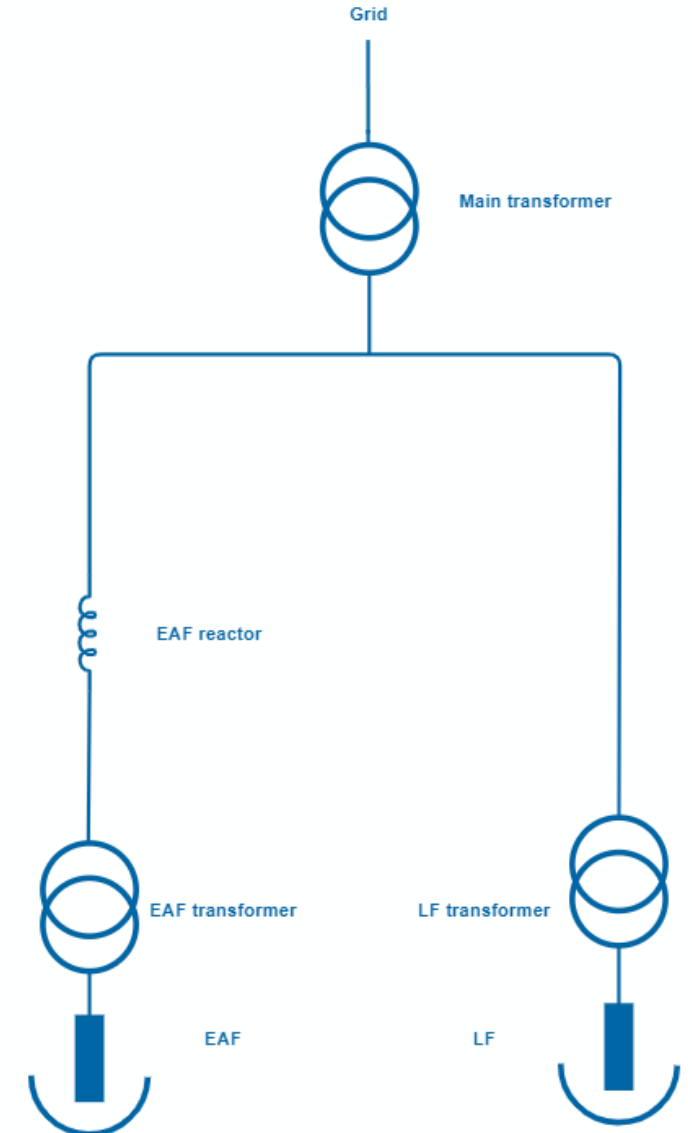 Grid
Main transformer
EAF reactor
EAF transformer
LF transformer
EAF
LF